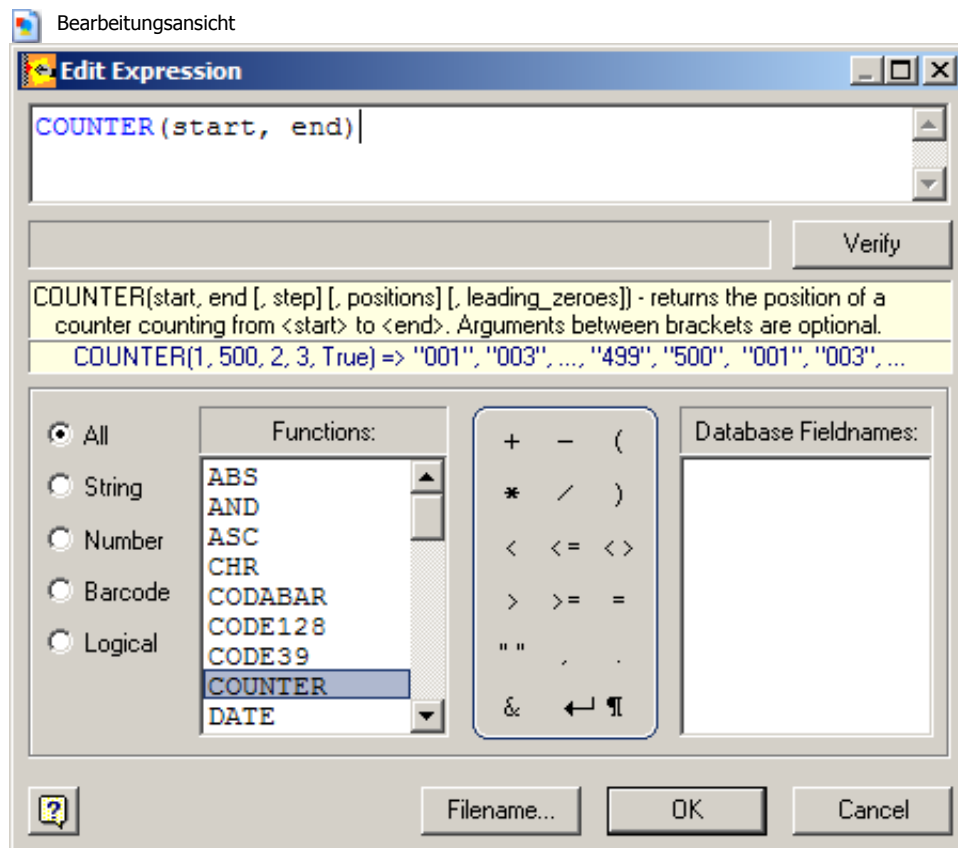 Bearbeitungsansicht
Edit Expression
COUNTER(start, end)
Verify
COUNTER(start, end [, step] [, positions] [, leading_zeroes]) - returns the position of a
counter counting from <start> to <end>. Arguments between brackets are optional.
COUNTER(1, 500, 2, 3, True) => "001", "003", ..., "499", "500", "001", "003", ...
All
String
Number
Barcode
Logical
Functions:
ABS
AND
ASC
CHR
CODABAR
CODE128
CODE39
COUNTER
DATE
+ – (
* / )
< <= <>
> >= =
"" , .
& ↵ ¶
Database Fieldnames:
Filename...
OK
Cancel